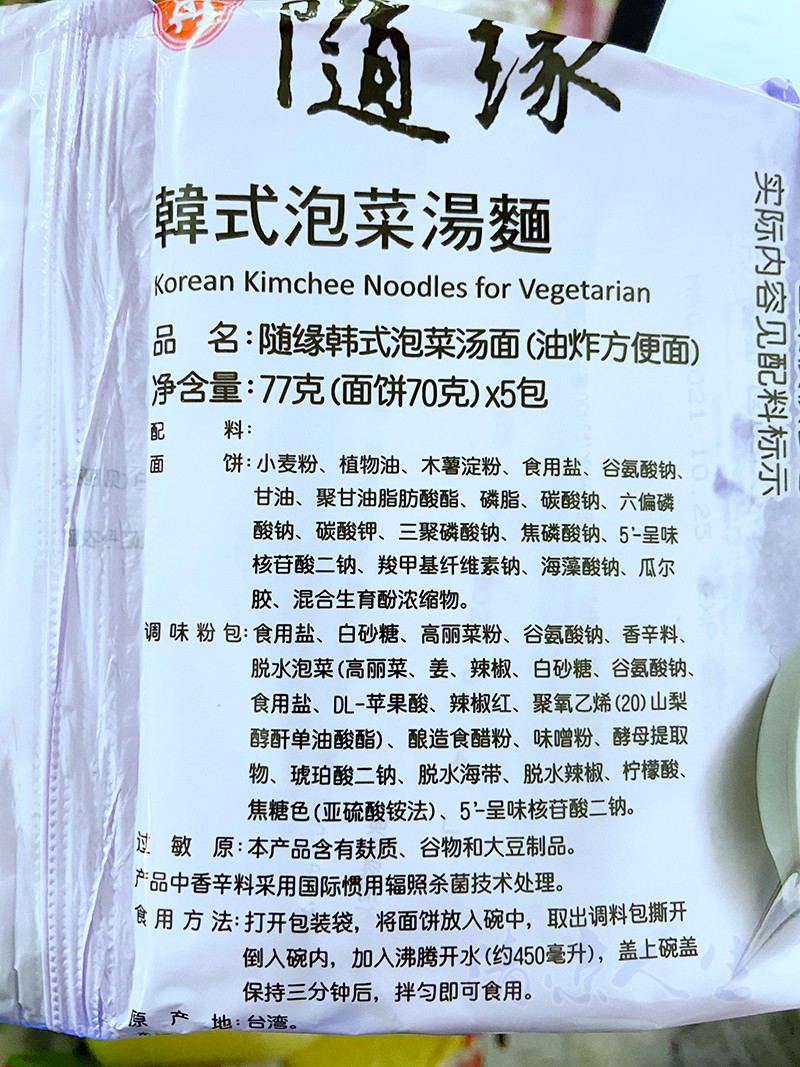 随缘
韓式泡菜湯麵
Korean Kimchee Noodles for Vegetarian
品 名:随缘韩式泡菜汤面(油炸方便面)
净含量:77克(面饼70克)x5包
配 料:
面 饼:小麦粉、植物油、木薯淀粉、食用盐、谷氨酸钠、
甘油、聚甘油脂肪酸酯、磷脂、碳酸钠、六偏磷
酸钠、碳酸钾、三聚磷酸钠、焦磷酸钠、5'-呈味
核苷酸二钠、羧甲基纤维素钠、海藻酸钠、瓜尔
胶、混合生育酚浓缩物。
调味粉包:食用盐、白砂糖、高丽菜粉、谷氨酸钠、香辛料、
脱水泡菜(高丽菜、姜、辣椒、白砂糖、谷氨酸钠、
食用盐、DL-苹果酸、辣椒红、聚氧乙烯(20)山梨
醇酐单油酸酯)、酿造食醋粉、味噌粉、酵母提取
物、琥珀酸二钠、脱水海带、脱水辣椒、柠檬酸、
焦糖色(亚硫酸铵法)、5'-呈味核苷酸二钠。
过 敏 原:本产品含有麸质、谷物和大豆制品。
产品中香辛料采用国际惯用辐照杀菌技术处理。
食用方法:打开包装袋，将面饼放入碗中，取出调料包撕开
倒入碗内，加入沸腾开水(约450毫升)，盖上碗盖
保持三分钟后，拌匀即可食用。
原 产 地:台湾。
实际内容见配料标示